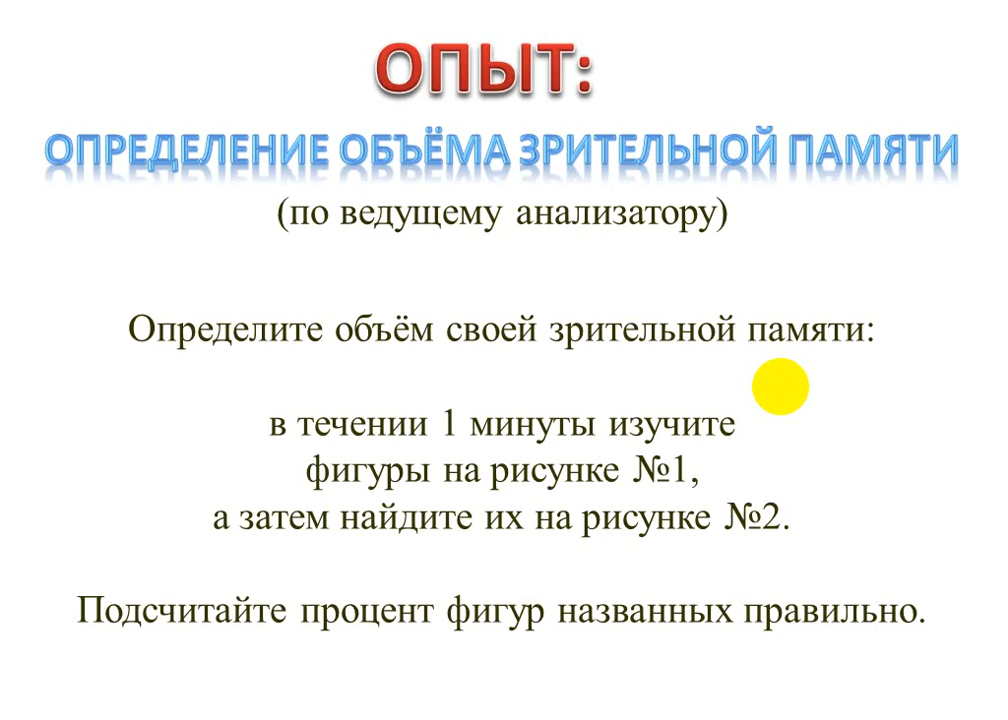 ОПЫТ:
ОПРЕДЕЛЕНИЕ ОБЪЁМА ЗРИТЕЛЬНОЙ ПАМЯТИ
(по ведущему анализатору)
Определите объём своей зрительной памяти:
в течении 1 минуты изучите
фигуры на рисунке №1,
а затем найдите их на рисунке №2.
Подсчитайте процент фигур названных правильно.